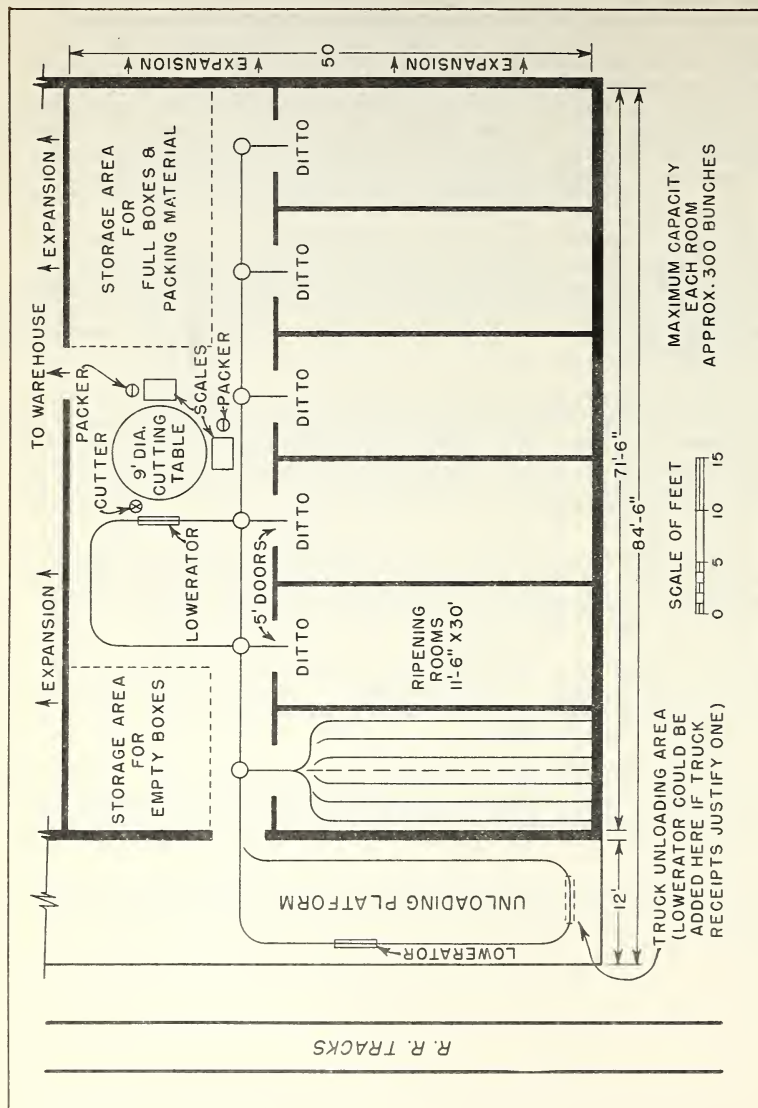 EXPANSION
TO WAREHOUSE
EXPANSION
STORAGE AREA
FOR
EMPTY BOXES
CUTTER
PACKER
9' DIA.
CUTTING
TABLE
SCALES
PACKER
LOWERATOR
STORAGE AREA
FOR
FULL BOXES &
PACKING MATERIAL
EXPANSION
EXPANSION
50
5' DOORS
DITTO
DITTO
DITTO
DITTO
DITTO
RIPENING
ROOMS
11'-6" X 30'
R. R. TRACKS
UNLOADING PLATFORM
LOWERATOR
12'
71'-6"
84'-6"
TRUCK UNLOADING AREA
(LOWERATOR COULD BE
ADDED HERE IF TRUCK
RECEIPTS JUSTIFY ONE)
SCALE OF FEET
0 5 10 15
MAXIMUM CAPACITY
EACH ROOM
APPROX. 300 BUNCHES